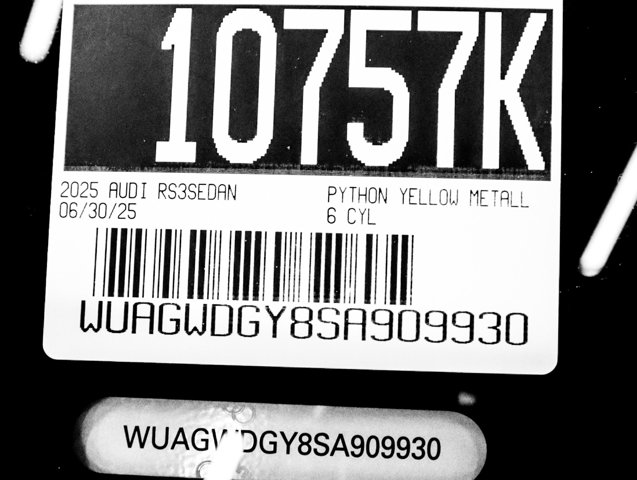 10757K
2025 AUDI RS3SEDAN PYTHON YELLOW METALL
06/30/25 6 CYL
WUAGWDGY8SA909930
WUAGWDGY8SA909930